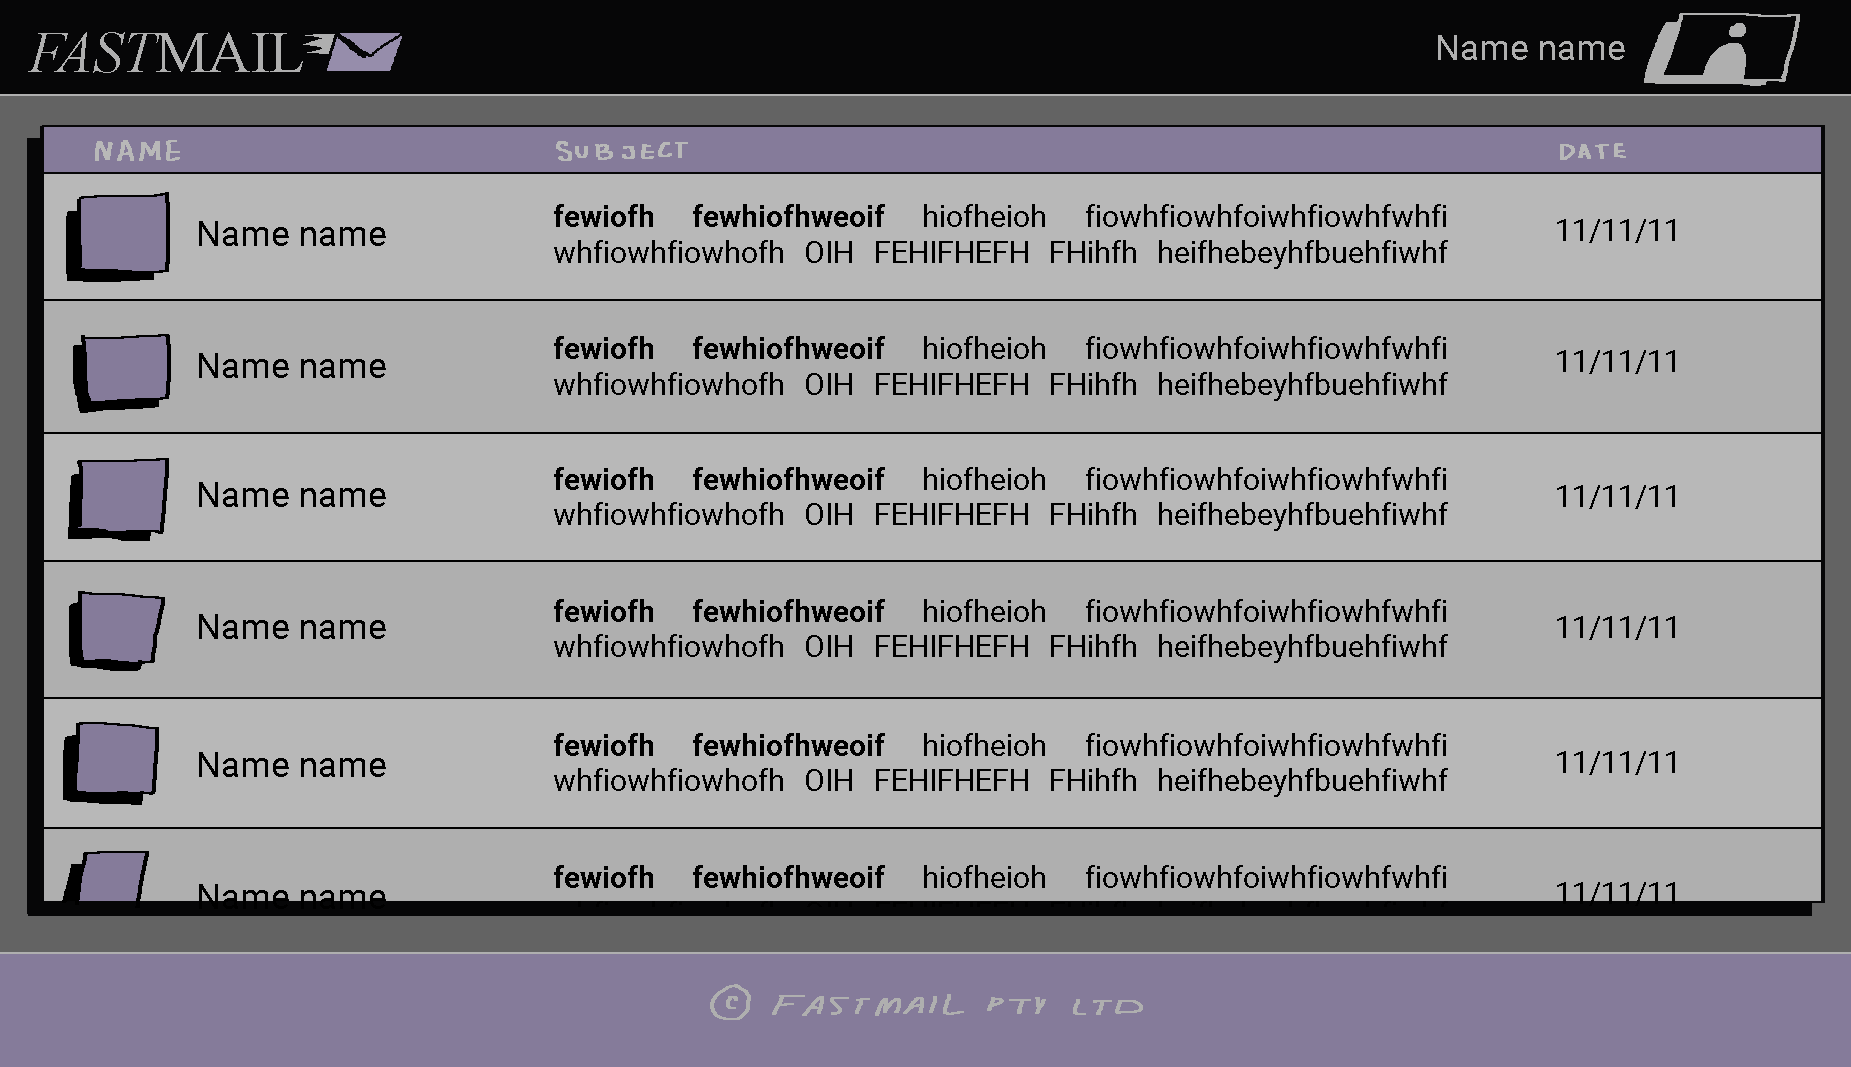 FASTMAIL
Name name
NAME SUBJECT DATE
Name name
fewiofh fewhiofhweoif hiofheioh fiowhfiowhfoiwhfiowhfwhfi
whfiowhfiowhofh OIH FEHIFHEFH FHihfh heifhebeyhfbuehfiwhf
11/11/11
Name name
fewiofh fewhiofhweoif hiofheioh fiowhfiowhfoiwhfiowhfwhfi
whfiowhfiowhofh OIH FEHIFHEFH FHihfh heifhebeyhfbuehfiwhf
11/11/11
Name name
fewiofh fewhiofhweoif hiofheioh fiowhfiowhfoiwhfiowhfwhfi
whfiowhfiowhofh OIH FEHIFHEFH FHihfh heifhebeyhfbuehfiwhf
11/11/11
Name name
fewiofh fewhiofhweoif hiofheioh fiowhfiowhfoiwhfiowhfwhfi
whfiowhfiowhofh OIH FEHIFHEFH FHihfh heifhebeyhfbuehfiwhf
11/11/11
Name name
fewiofh fewhiofhweoif hiofheioh fiowhfiowhfoiwhfiowhfwhfi
whfiowhfiowhofh OIH FEHIFHEFH FHihfh heifhebeyhfbuehfiwhf
11/11/11
Name name
fewiofh fewhiofhweoif hiofheioh fiowhfiowhfoiwhfiowhfwhfi
11/11/11
© FASTMAIL PTY LTD